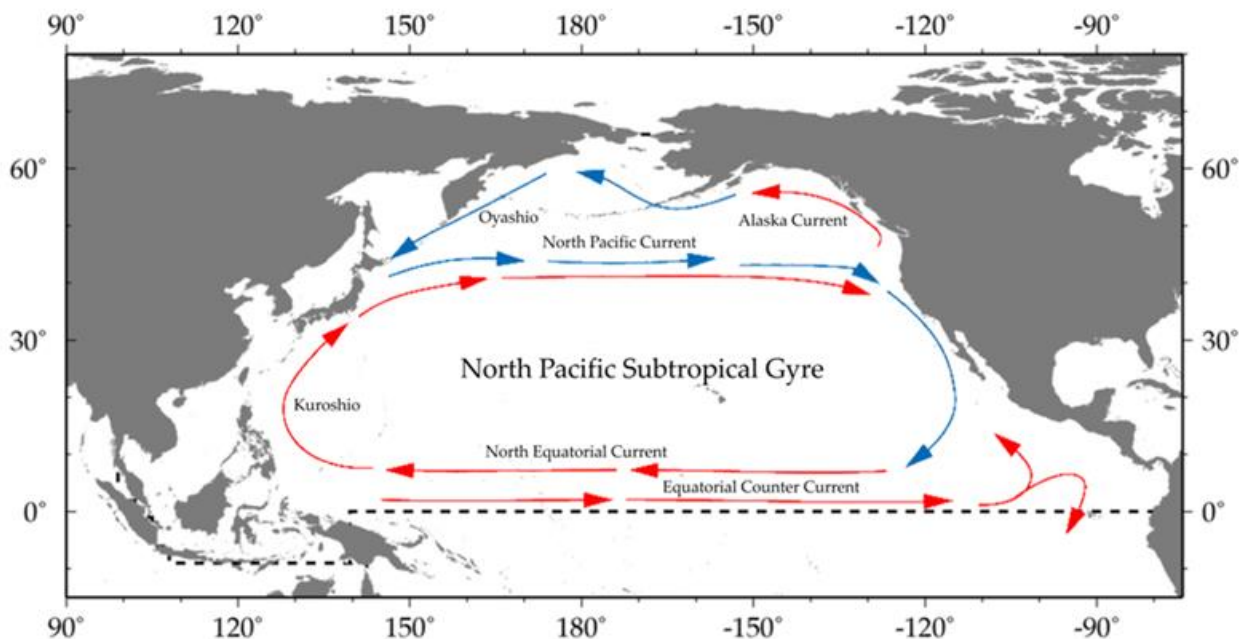 90° 120° 150° 180° -150° -120° -90°
60° 60°
Oyashio
Alaska Current
North Pacific Current
30° 30°
North Pacific Subtropical Gyre
Kuroshio
North Equatorial Current
Equatorial Counter Current
0° 0°
90° 120° 150° 180° -150° -120° -90°